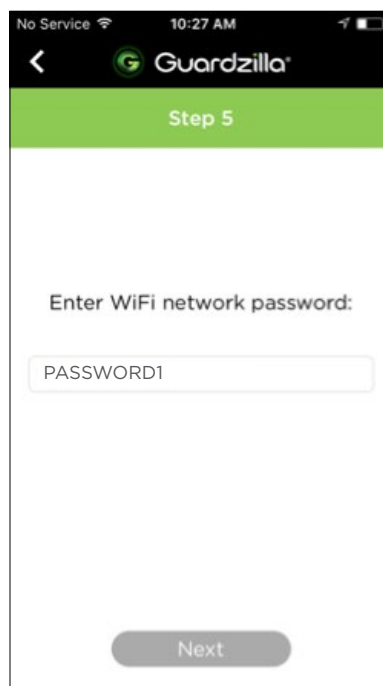 No Service 10:27 AM
Guardzilla®
Step 5
Enter WiFi network password:
PASSWORD1
Next